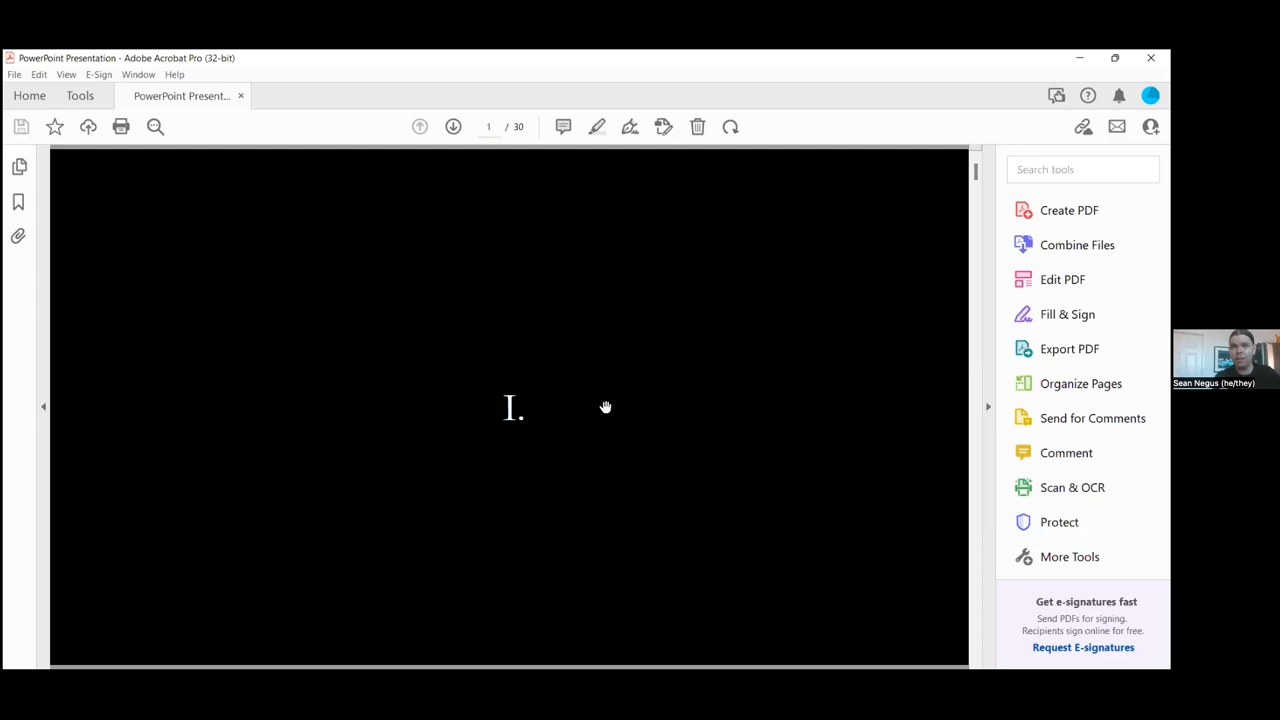 PowerPoint Presentation - Adobe Acrobat Pro (32-bit)
File Edit View E-Sign Window Help
Home Tools PowerPoint Present... ×
1 / 30
Search tools
Create PDF
Combine Files
Edit PDF
Fill & Sign
Export PDF
Organize Pages
Send for Comments
Comment
Scan & OCR
Protect
More Tools
Get e-signatures fast
Send PDFs for signing.
Recipients sign online for free.
Request E-signatures
I.
Sean Negus (he/they)